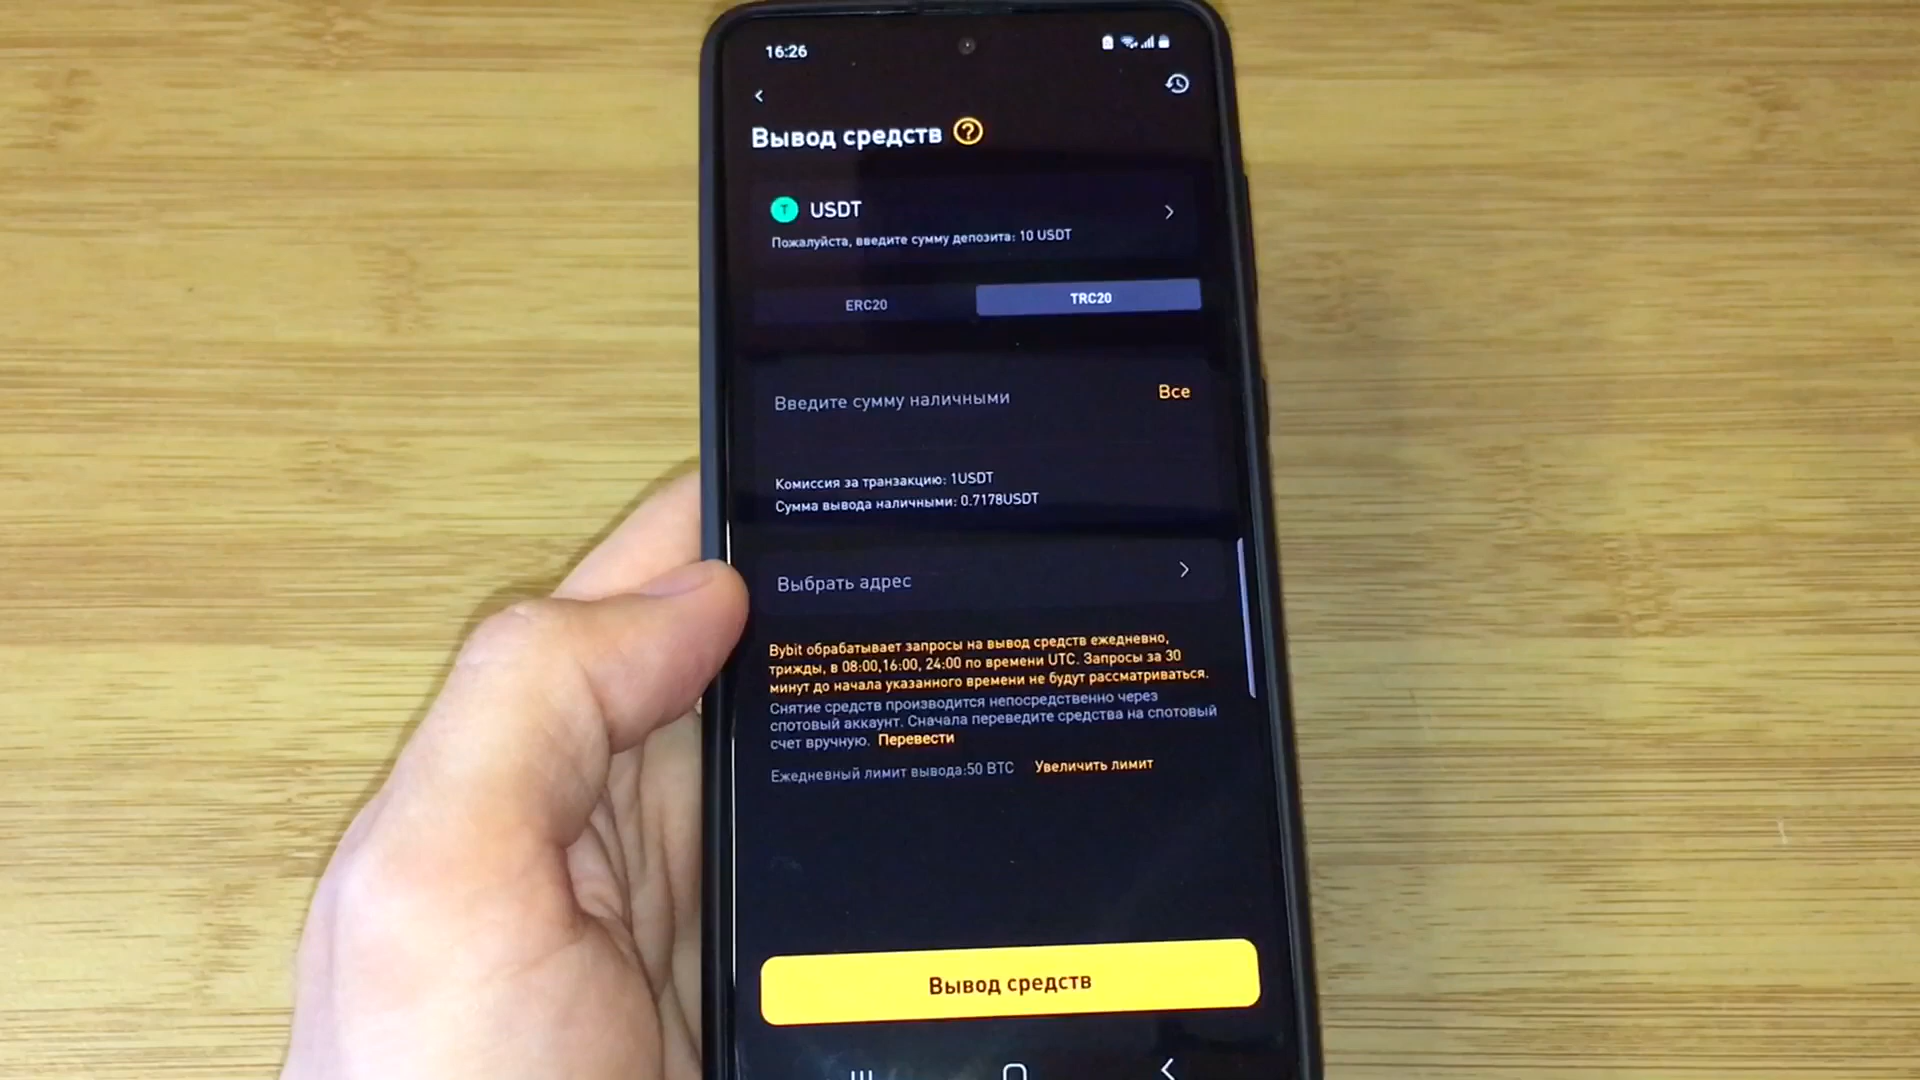 16:26
Вывод средств ?
T USDT
Пожалуйста, введите сумму депозита: 10 USDT
ERC20 TRC20
Введите сумму наличными Все
Комиссия за транзакцию: 1USDT
Сумма вывода наличными: 0.7178USDT
Выбрать адрес
Bybit обрабатывает запросы на вывод средств ежедневно,
трижды, в 08:00,16:00, 24:00 по времени UTC. Запросы за 30
минут до начала указанного времени не будут рассматриваться.
Снятие средств производится непосредственно через
спотовый аккаунт. Сначала переведите средства на спотовый
счет вручную. Перевести
Ежедневный лимит вывода:50 BTC Увеличить лимит
Вывод средств